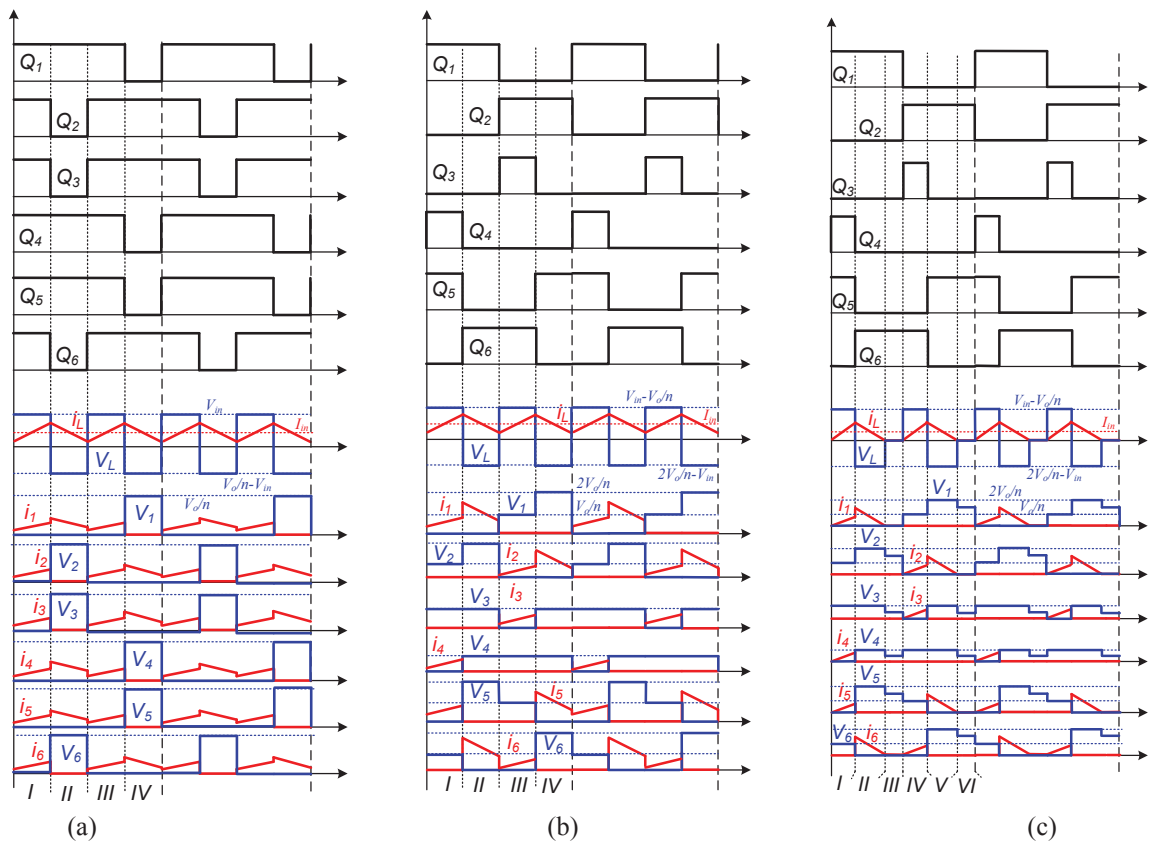 Q1
Q2
Q3
Q4
Q5
Q6
Vin
iL
Iin
VL
Vo/n-Vin
i1
V1
Vo/n
i2
V2
i3
V3
i4
V4
i5
V5
i6
V6
I II III IV
(a)
Q1
Q2
Q3
Q4
Q5
Q6
Vin-Vo/n
iL
Iin
VL
2Vo/n-Vin
2Vo/n
i1
V1
Vo/n
V2
i2
V3
i3
i4
V4
V5
i5
i6
V6
I II III IV
(b)
Q1
Q2
Q3
Q4
Q5
Q6
Vin-Vo/n
iL
Iin
VL
2Vo/n-Vin
V1
2Vo/n
i1
Vo/n
V2
i2
V3
i3
V4
i4
V5
i5
V6
i6
I II III IV V VI
(c)